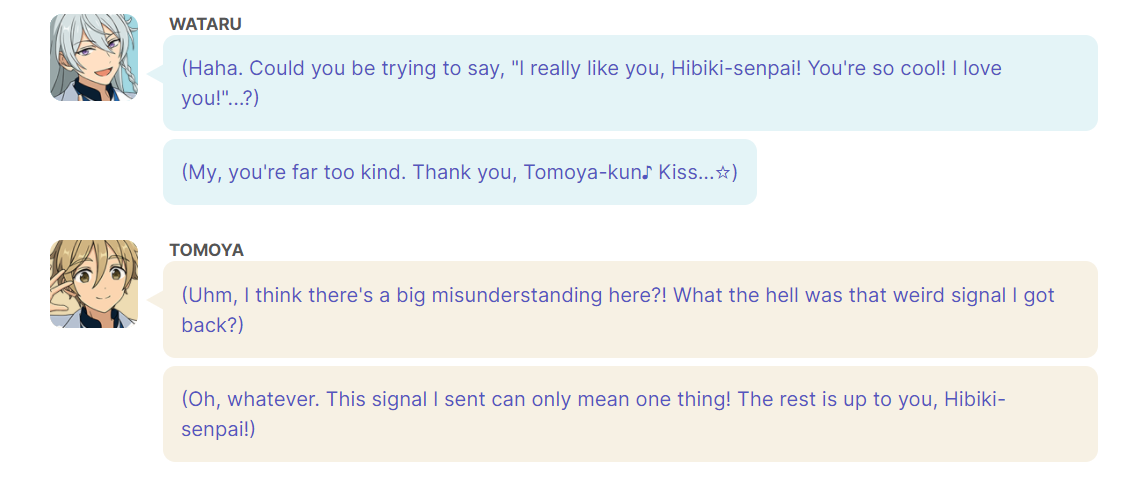 WATARU
(Haha. Could you be trying to say, "I really like you, Hibiki-senpai! You're so cool! I love
you!"...?)
(My, you're far too kind. Thank you, Tomoya-kun♪ Kiss...☆)
TOMOYA
(Uhm, I think there's a big misunderstanding here?! What the hell was that weird signal I got
back?)
(Oh, whatever. This signal I sent can only mean one thing! The rest is up to you, Hibiki-
senpai!)